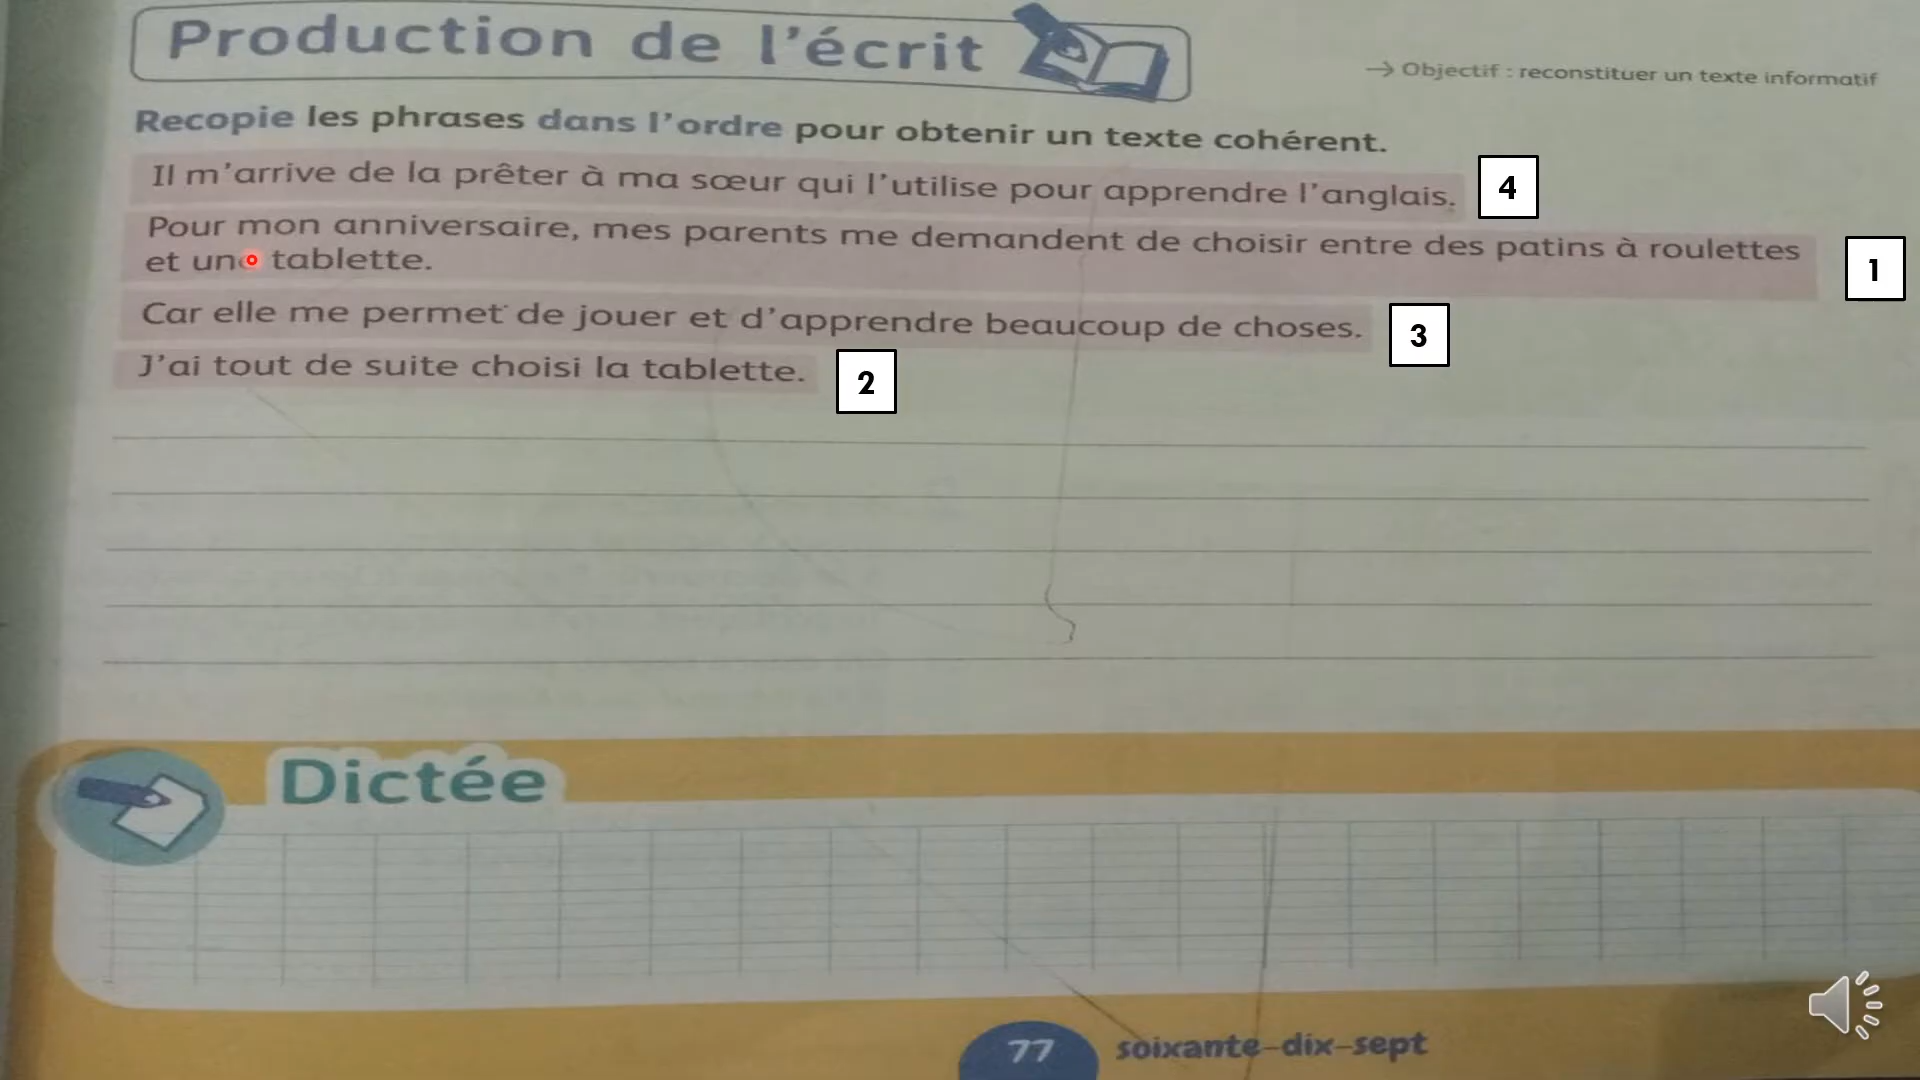 Production de l'écrit
→ Objectif : reconstituer un texte informatif
Recopie les phrases dans l'ordre pour obtenir un texte cohérent.
Il m'arrive de la prêter à ma sœur qui l'utilise pour apprendre l'anglais. 4
Pour mon anniversaire, mes parents me demandent de choisir entre des patins à roulettes
et une tablette. 1
Car elle me permet de jouer et d'apprendre beaucoup de choses. 3
J'ai tout de suite choisi la tablette. 2
Dictée
77 soixante-dix-sept